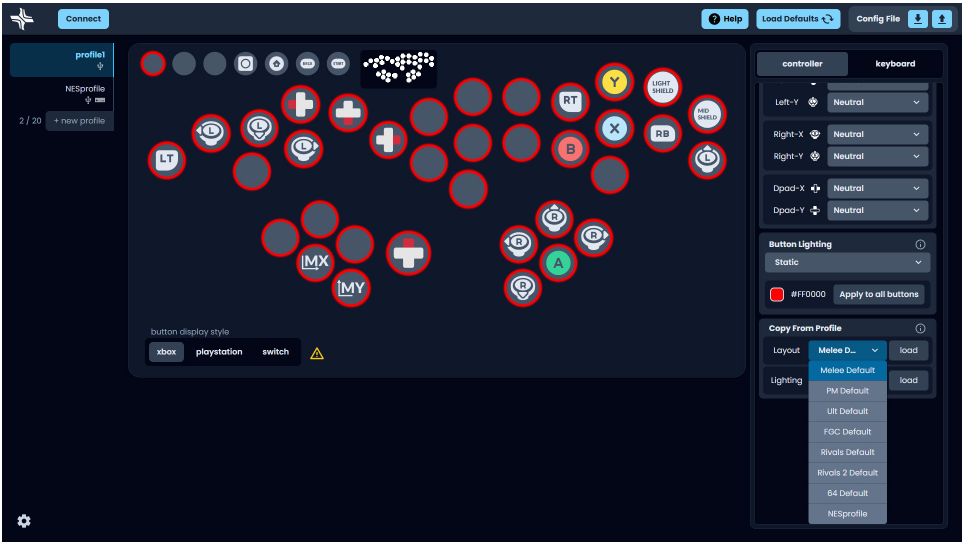 Connect
Help
Load Defaults
Config File
profile1
NESprofile
2 / 20
+ new profile
START
LT
L
L
L
RT
Y
LIGHT
SHIELD
MID
SHIELD
X
RB
B
L
MX
MY
R
R
R
A
R
button display style
xbox
playstation
switch
controller
keyboard
Left-Y
Neutral
Right-X
Neutral
Right-Y
Neutral
Dpad-X
Neutral
Dpad-Y
Neutral
Button Lighting
Static
#FF0000
Apply to all buttons
Copy From Profile
Layout
Melee D...
load
Lighting
load
Melee Default
PM Default
Ult Default
FGC Default
Rivals Default
Rivals 2 Default
64 Default
NESprofile